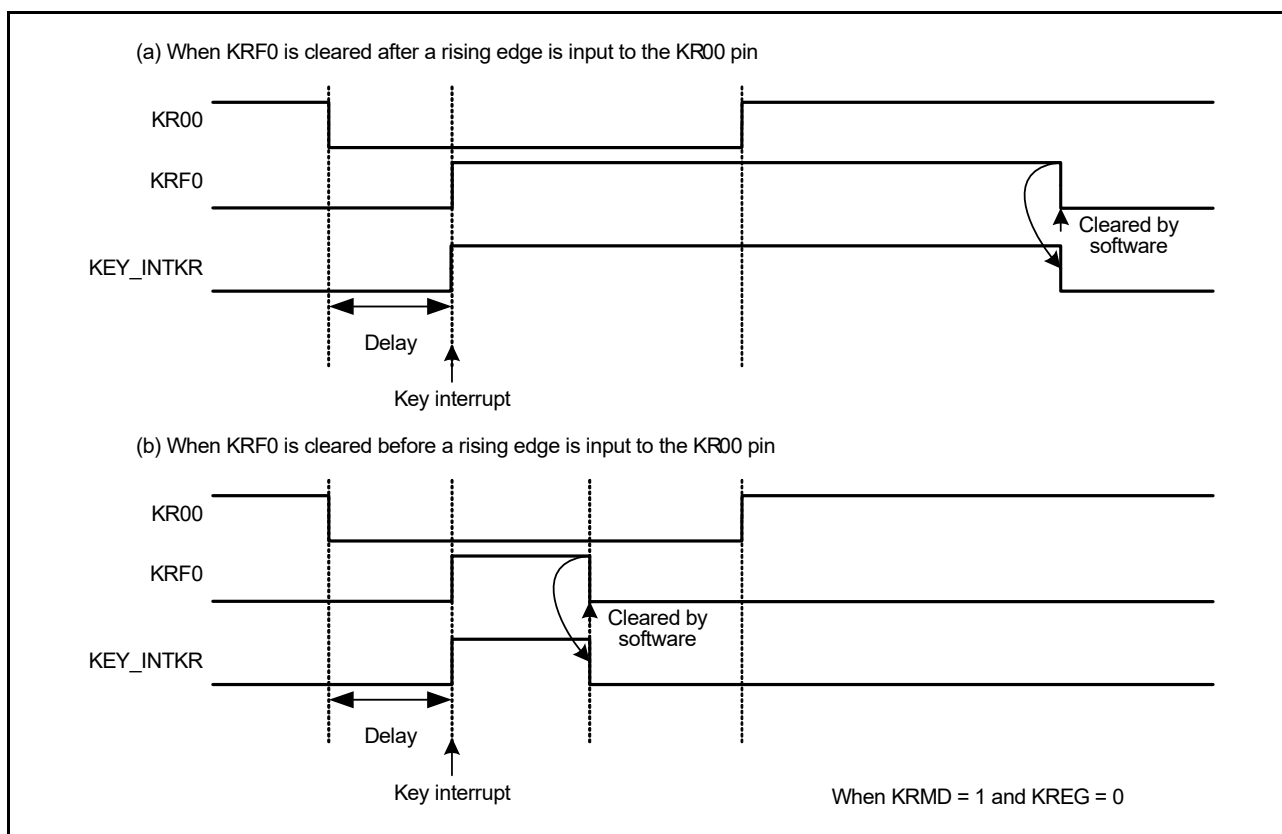 (a) When KRF0 is cleared after a rising edge is input to the KR00 pin
KR00
KRF0
Cleared by
software
KEY_INTKR
Delay
Key interrupt
(b) When KRF0 is cleared before a rising edge is input to the KR00 pin
KR00
KRF0
Cleared by
software
KEY_INTKR
Delay
Key interrupt
When KRMD = 1 and KREG = 0